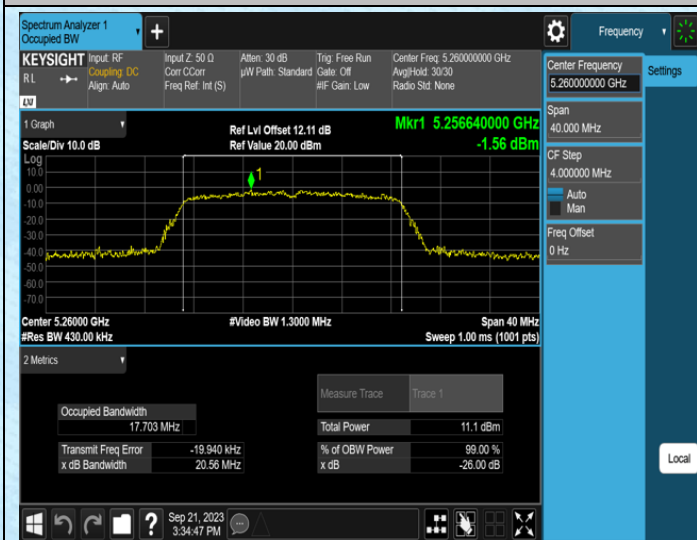 Spectrum Analyzer 1
Occupied BW
+
Frequency
KEYSIGHT
RL
LXI
Input: RF
Coupling: DC
Align: Auto
Input Z: 50 Ω
Corr CCorr
Freq Ref: Int (S)
Atten: 30 dB
µW Path: Standard
Trig: Free Run
Gate: Off
#IF Gain: Low
Center Freq: 5.260000000 GHz
Avg|Hold: 30/30
Radio Std: None
Center Frequency
5.260000000 GHz
Settings
Span
40.000 MHz
CF Step
4.000000 MHz
Auto
Man
Freq Offset
0 Hz
1 Graph
Scale/Div 10.0 dB
Ref Lvl Offset 12.11 dB
Ref Value 20.00 dBm
Mkr1 5.256640000 GHz
-1.56 dBm
Log
10.0
0.00
-10.0
-20.0
-30.0
-40.0
-50.0
-60.0
-70.0
1
Center 5.26000 GHz
#Res BW 430.00 kHz
#Video BW 1.3000 MHz
Span 40 MHz
Sweep 1.00 ms (1001 pts)
2 Metrics
Measure Trace
Trace 1
Occupied Bandwidth
17.703 MHz
Total Power
11.1 dBm
Transmit Freq Error
-19.940 kHz
% of OBW Power
99.00 %
x dB Bandwidth
20.56 MHz
x dB
-26.00 dB
Local
?
Sep 21, 2023
3:34:47 PM